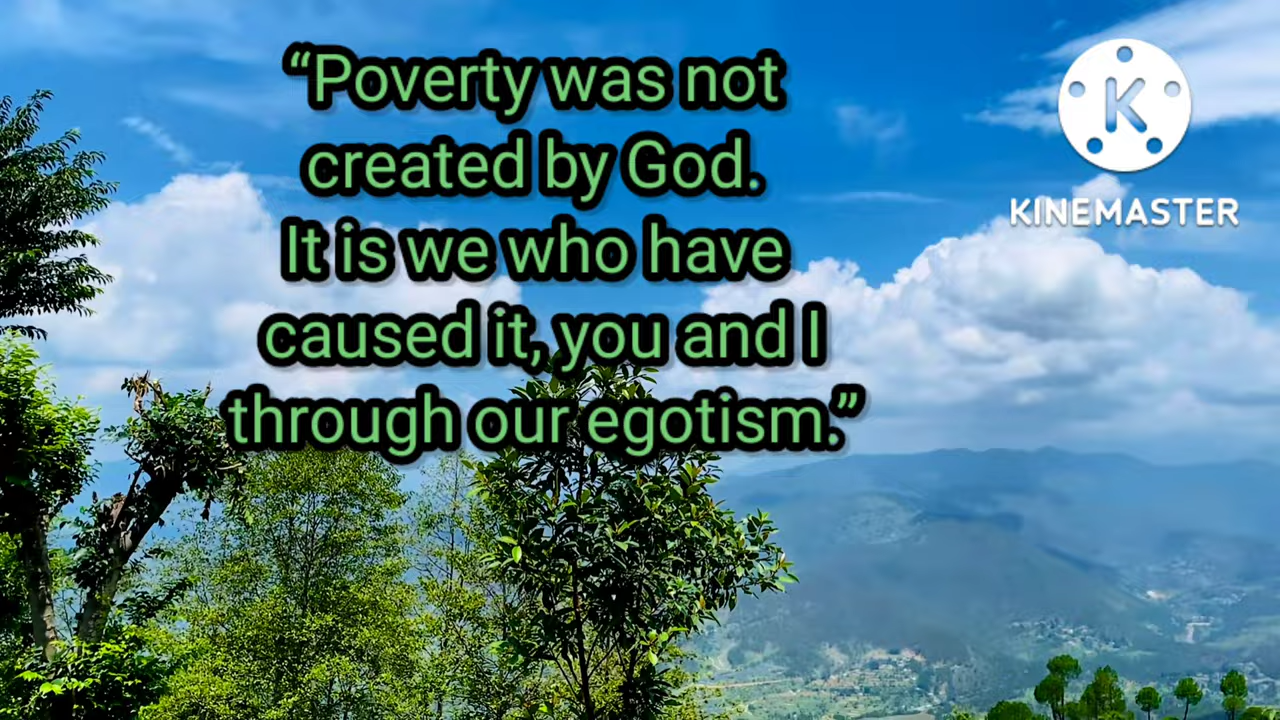 “Poverty was not
created by God.
It is we who have
caused it, you and I
through our egotism.”
K
KINEMASTER